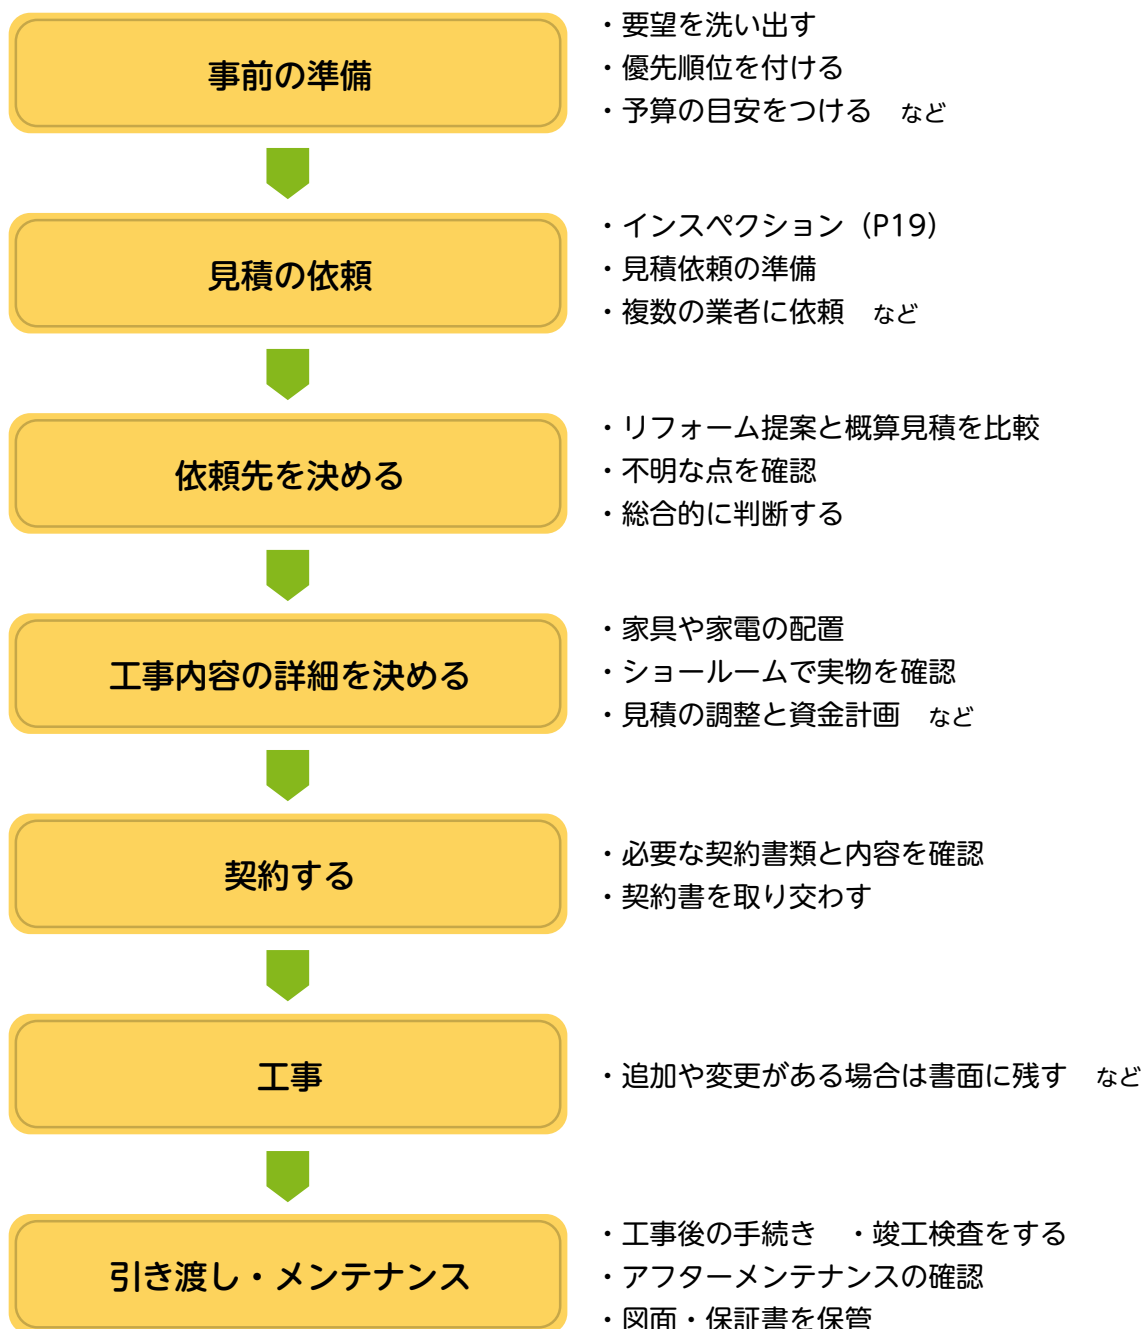 事前の準備
・要望を洗い出す
・優先順位を付ける
・予算の目安をつける　など
見積の依頼
・インスペクション（P19）
・見積依頼の準備
・複数の業者に依頼　など
依頼先を決める
・リフォーム提案と概算見積を比較
・不明な点を確認
・総合的に判断する
工事内容の詳細を決める
・家具や家電の配置
・ショールームで実物を確認
・見積の調整と資金計画　など
契約する
・必要な契約書類と内容を確認
・契約書を取り交わす
工事
・追加や変更がある場合は書面に残す　など
引き渡し・メンテナンス
・工事後の手続き　・竣工検査をする
・アフターメンテナンスの確認
・図面・保証書を保管